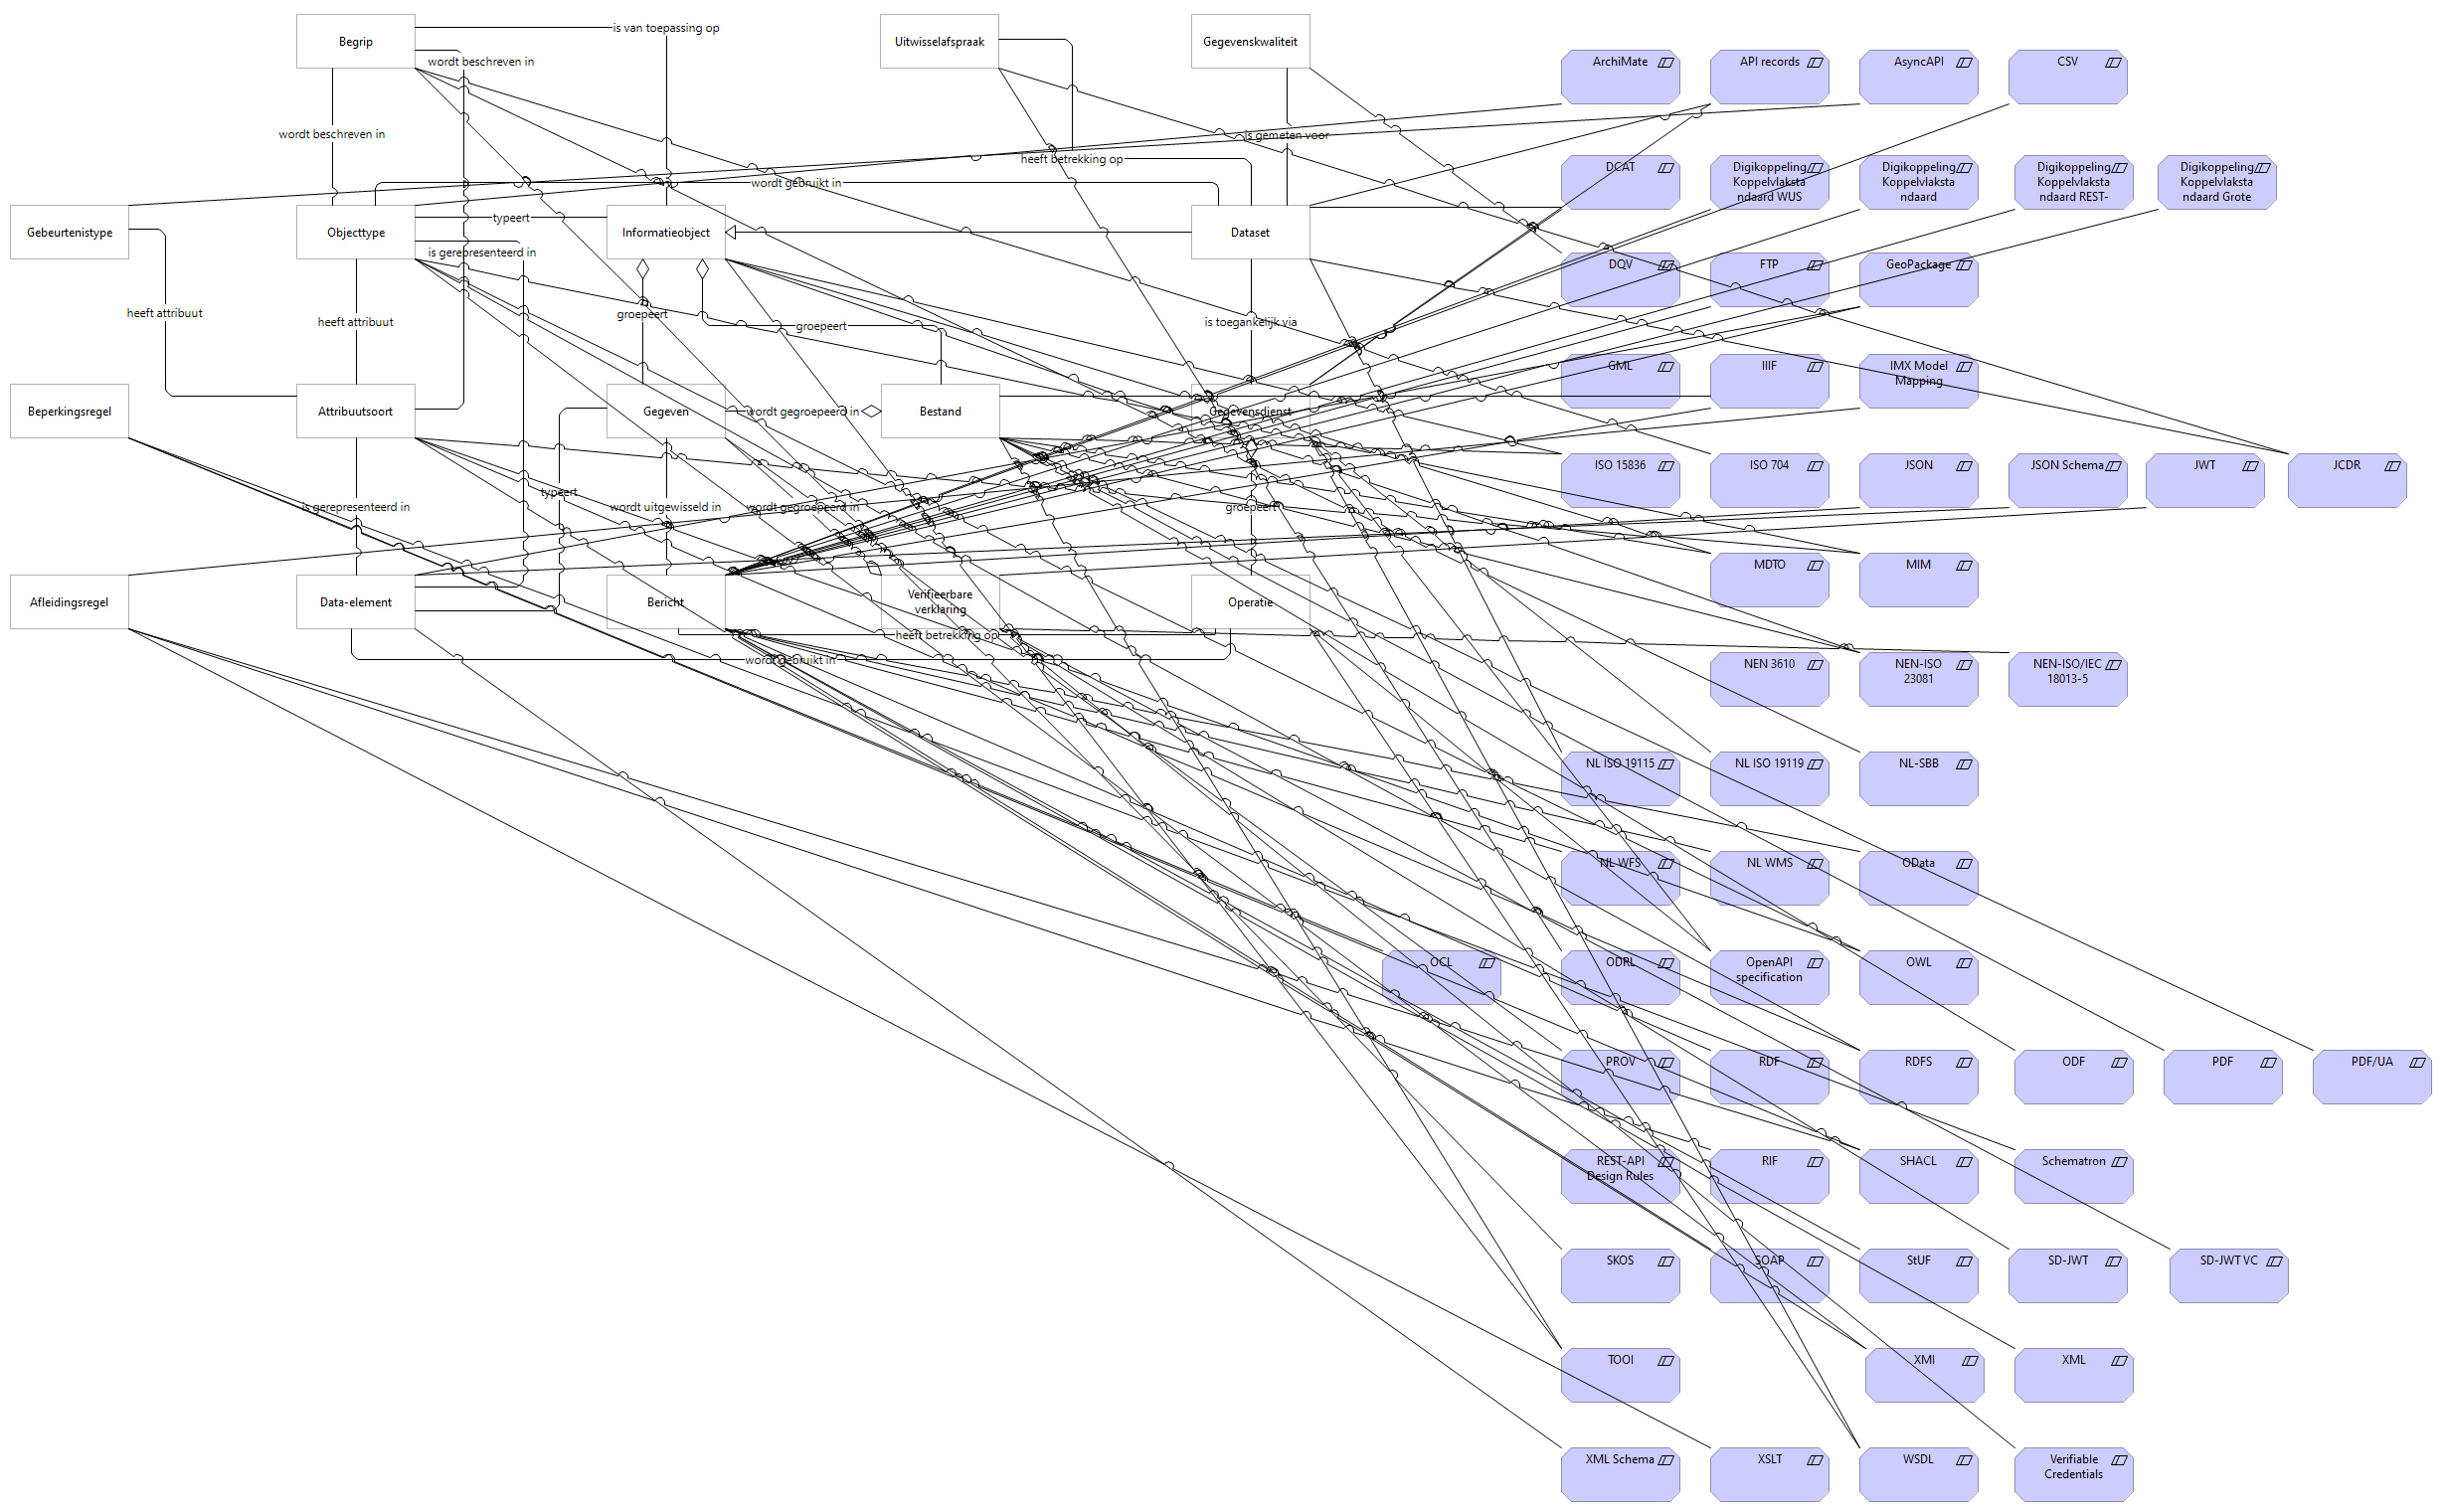 Begrip
is van toepassing op
Uitwisselafspraak
Gegevenskwaliteit
wordt beschreven in
ArchiMate
API records
AsyncAPI
CSV
wordt beschreven in
is gemeten voor
heeft betrekking op
wordt gebruikt in
DCAT
Digikoppeling
Koppelvlaksta
ndaard WUS
Digikoppeling
Koppelvlaksta
ndaard
Digikoppeling
Koppelvlaksta
ndaard REST-
Digikoppeling
Koppelvlaksta
ndaard Grote
Gebeurtenistype
Objecttype
typeert
Informatieobject
Dataset
is gerepresenteerd in
DQV
FTP
GeoPackage
heeft attribuut
heeft attribuut
groepeert
groepeert
is toegankelijk via
GML
IIIF
IMX Model
Mapping
Beperkingsregel
Attribuutsoort
Gegeven
wordt gegroepeerd in
Bestand
Gegevensdienst
ISO 15836
ISO 704
JSON
JSON Schema
JWT
JCDR
typeert
is gerepresenteerd in
wordt uitgewisseld in
wordt gegroepeerd in
groepeert
MDTO
MIM
Afleidingsregel
Data-element
Bericht
Verifieerbare
verklaring
Operatie
heeft betrekking op
wordt gebruikt in
NEN 3610
NEN-ISO
23081
NEN-ISO/IEC
18013-5
NL ISO 19115
NL ISO 19119
NL-SBB
NL WFS
NL WMS
OData
OCL
ODRL
OpenAPI
specification
OWL
PROV
RDF
RDFS
ODF
PDF
PDF/UA
REST-API
Design Rules
RIF
SHACL
Schematron
SKOS
SOAP
StUF
SD-JWT
SD-JWT VC
TOOI
XMI
XML
XML Schema
XSLT
WSDL
Verifiable
Credentials